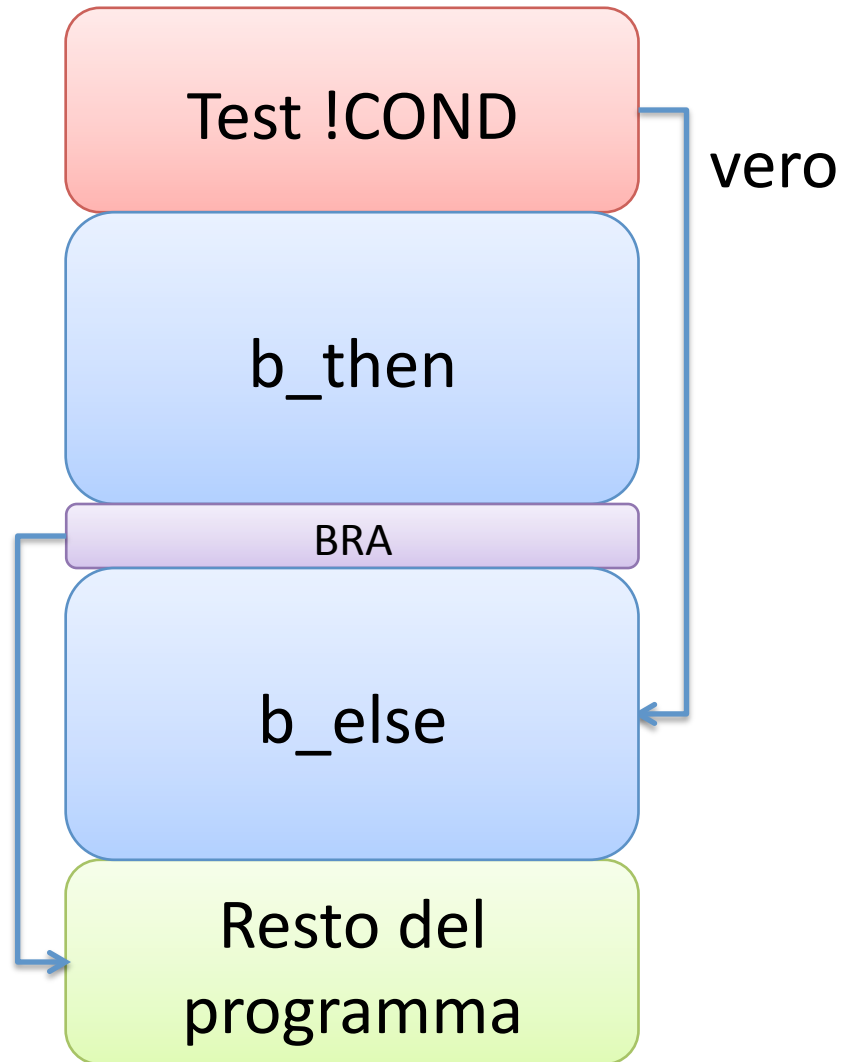 Test !COND
vero
b_then
BRA
b_else
Resto del
programma